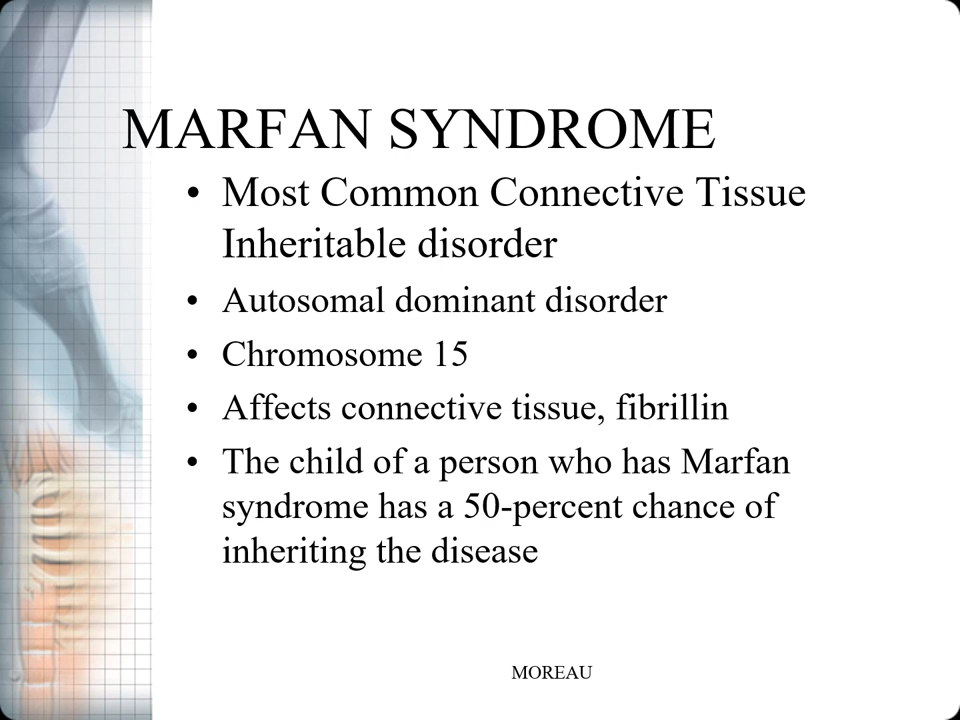 MARFAN SYNDROME
• Most Common Connective Tissue
Inheritable disorder
• Autosomal dominant disorder
• Chromosome 15
• Affects connective tissue, fibrillin
• The child of a person who has Marfan
syndrome has a 50-percent chance of
inheriting the disease
MOREAU